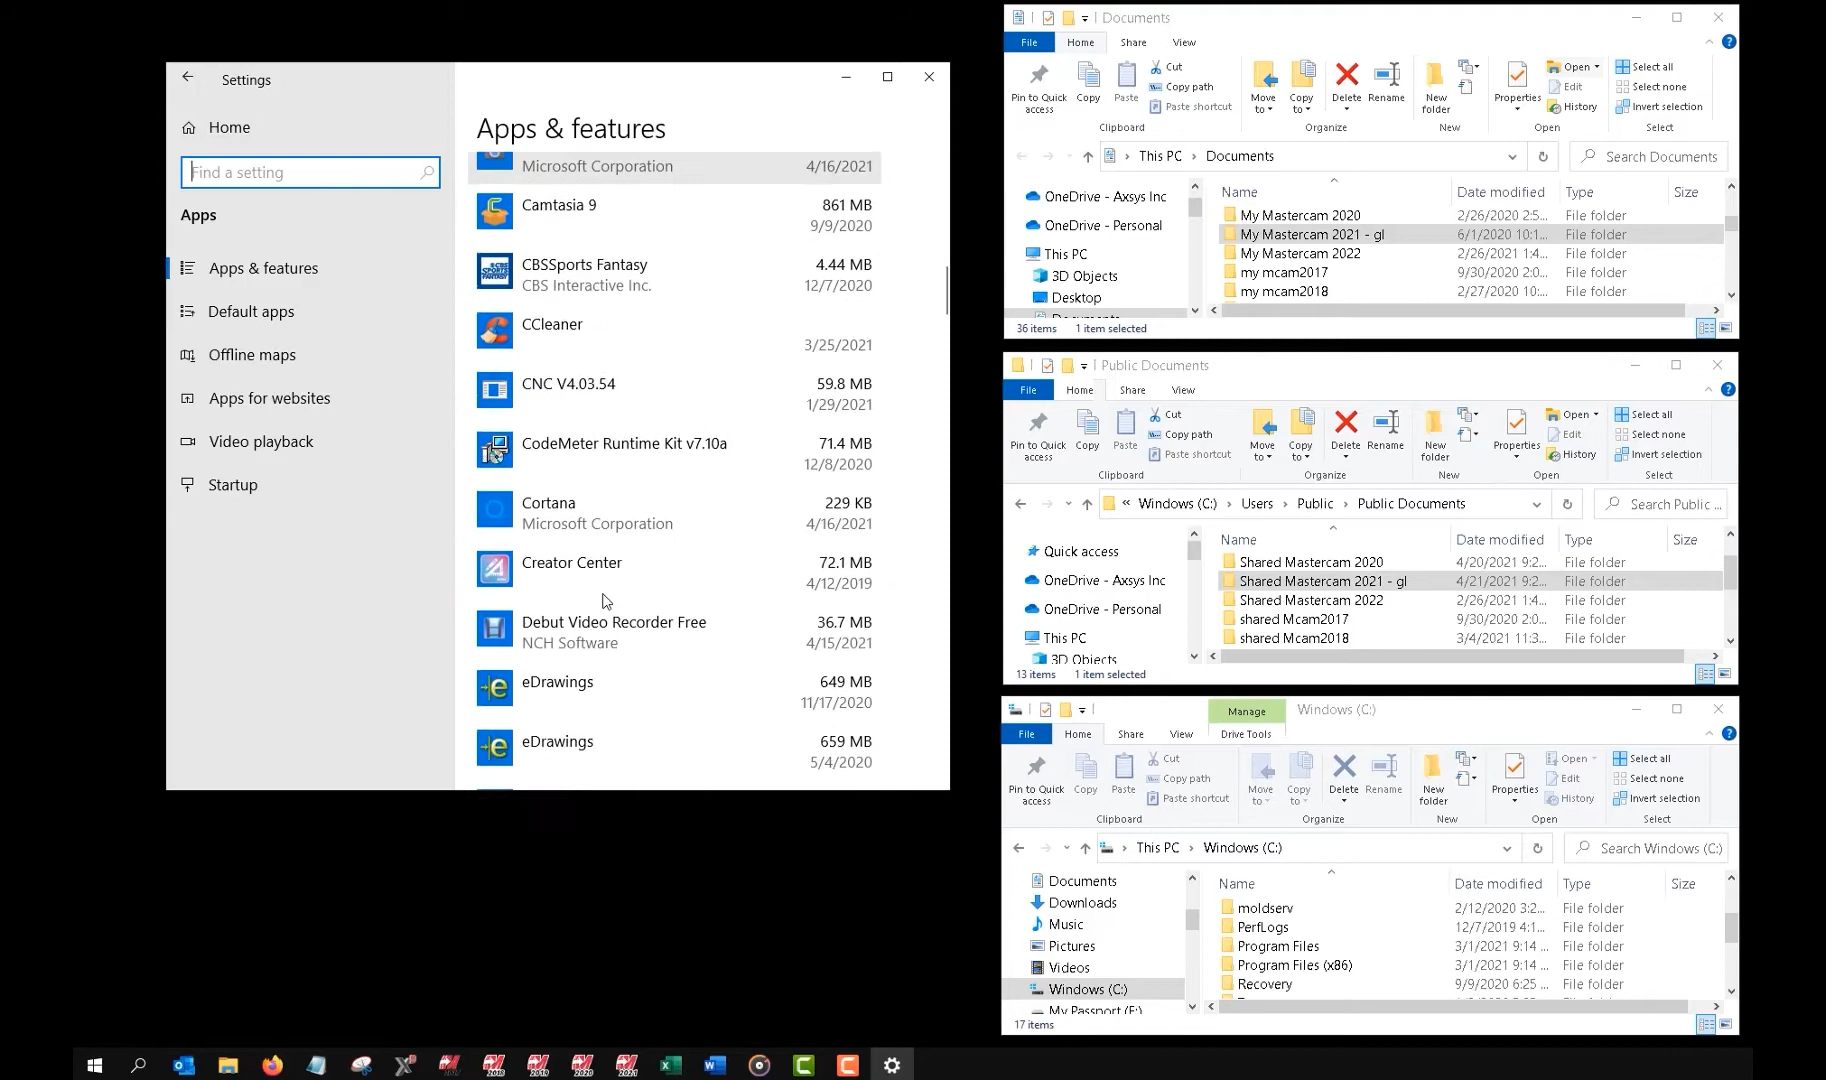 Settings
Home
Find a setting
Apps
Apps & features
Default apps
Offline maps
Apps for websites
Video playback
Startup
Apps & features
Microsoft Corporation 4/16/2021
Camtasia 9 861 MB
9/9/2020
CBSSports Fantasy 4.44 MB
CBS Interactive Inc. 12/7/2020
CCleaner
3/25/2021
CNC V4.03.54 59.8 MB
1/29/2021
CodeMeter Runtime Kit v7.10a 71.4 MB
12/8/2020
Cortana 229 KB
Microsoft Corporation 4/16/2021
Creator Center 72.1 MB
4/12/2019
Debut Video Recorder Free 36.7 MB
NCH Software 4/15/2021
eDrawings 649 MB
11/17/2020
eDrawings 659 MB
5/4/2020
Documents
File Home Share View
Pin to Quick access Copy Paste Cut Copy path Paste shortcut
Move to Copy to Delete Rename New folder Properties Open Edit History
Select all Select none Invert selection
Clipboard Organize New Open Select
This PC Documents Search Documents
OneDrive - Axsys Inc
OneDrive - Personal
This PC
3D Objects
Desktop
Name Date modified Type Size
My Mastercam 2020 2/26/2020 2:5... File folder
My Mastercam 2021 - gl 6/1/2020 10:1... File folder
My Mastercam 2022 2/26/2021 1:4... File folder
my mcam2017 9/30/2020 2:0... File folder
my mcam2018 2/27/2020 10:... File folder
36 items 1 item selected
Public Documents
File Home Share View
Pin to Quick access Copy Paste Cut Copy path Paste shortcut
Move to Copy to Delete Rename New folder Properties Open Edit History
Select all Select none Invert selection
Clipboard Organize New Open Select
« Windows (C:) Users Public Public Documents Search Public ...
Quick access
OneDrive - Axsys Inc
OneDrive - Personal
This PC
3D Objects
Name Date modified Type Size
Shared Mastercam 2020 4/20/2021 9:2... File folder
Shared Mastercam 2021 - gl 4/21/2021 9:2... File folder
Shared Mastercam 2022 2/26/2021 1:4... File folder
shared Mcam2017 9/30/2020 2:0... File folder
shared Mcam2018 3/4/2021 11:3... File folder
13 items 1 item selected
Manage Windows (C:)
File Home Share View Drive Tools
Pin to Quick access Copy Paste Cut Copy path Paste shortcut
Move to Copy to Delete Rename New folder Properties Open Edit History
Select all Select none Invert selection
Clipboard Organize New Open Select
This PC Windows (C:) Search Windows (C:)
Documents
Downloads
Music
Pictures
Videos
Windows (C:)
My Passport (F:)
Name Date modified Type Size
moldserv 2/12/2020 3:2... File folder
PerfLogs 12/7/2019 4:1... File folder
Program Files 3/1/2021 9:14 ... File folder
Program Files (x86) 3/1/2021 9:14 ... File folder
Recovery 9/9/2020 6:25 ... File folder
17 items
2018 2019 2020 2021